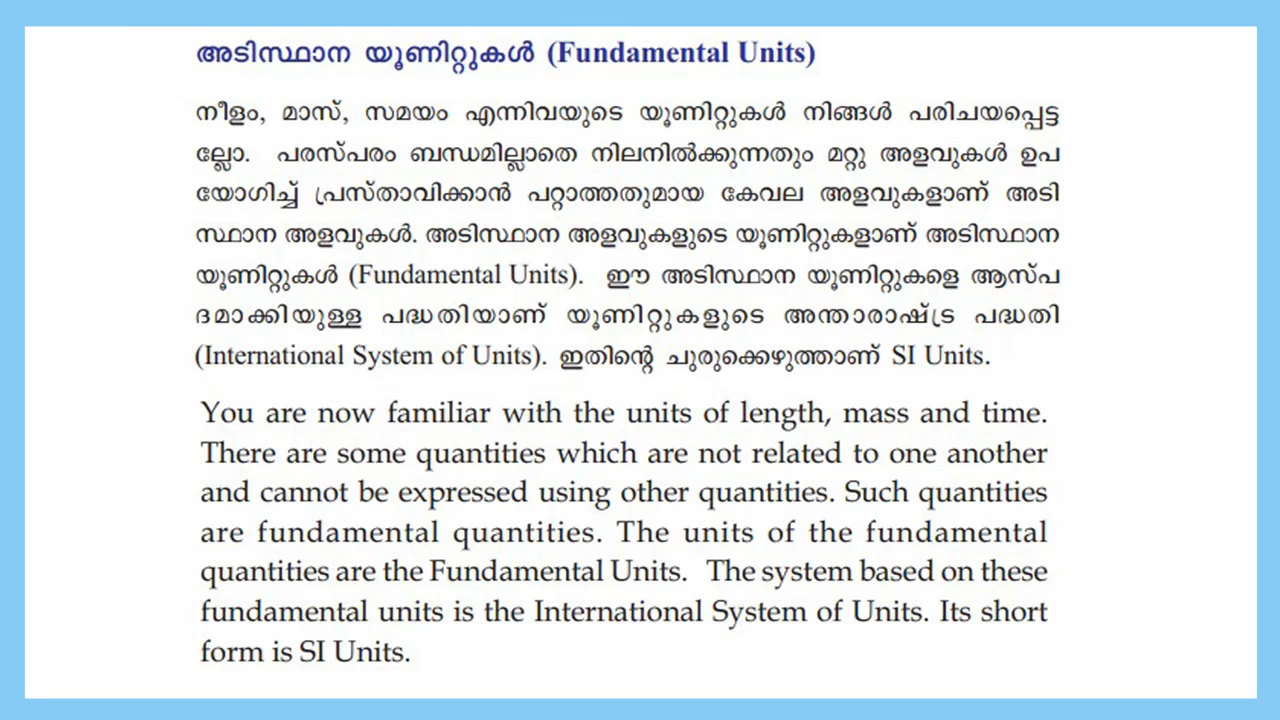 അടിസ്ഥാന യൂണിറ്റുകൾ (Fundamental Units)
നീളം, മാസ്, സമയം എന്നിവയുടെ യൂണിറ്റുകൾ നിങ്ങൾ പരിചയപ്പെട്ട
ല്ലോ. പരസ്പരം ബന്ധമില്ലാതെ നിലനിൽക്കുന്നതും മറ്റു അളവുകൾ ഉപ
യോഗിച്ച് പ്രസ്താവിക്കാൻ പറ്റാത്തതുമായ കേവല അളവുകളാണ് അടി
സ്ഥാന അളവുകൾ. അടിസ്ഥാന അളവുകളുടെ യൂണിറ്റുകളാണ് അടിസ്ഥാന
യൂണിറ്റുകൾ (Fundamental Units). ഈ അടിസ്ഥാന യൂണിറ്റുകളെ ആസ്പ
ദമാക്കിയുള്ള പദ്ധതിയാണ് യൂണിറ്റുകളുടെ അന്താരാഷ്ട്ര പദ്ധതി
(International System of Units). ഇതിന്റെ ചുരുക്കെഴുത്താണ് SI Units.
You are now familiar with the units of length, mass and time.
There are some quantities which are not related to one another
and cannot be expressed using other quantities. Such quantities
are fundamental quantities. The units of the fundamental
quantities are the Fundamental Units. The system based on these
fundamental units is the International System of Units. Its short
form is SI Units.